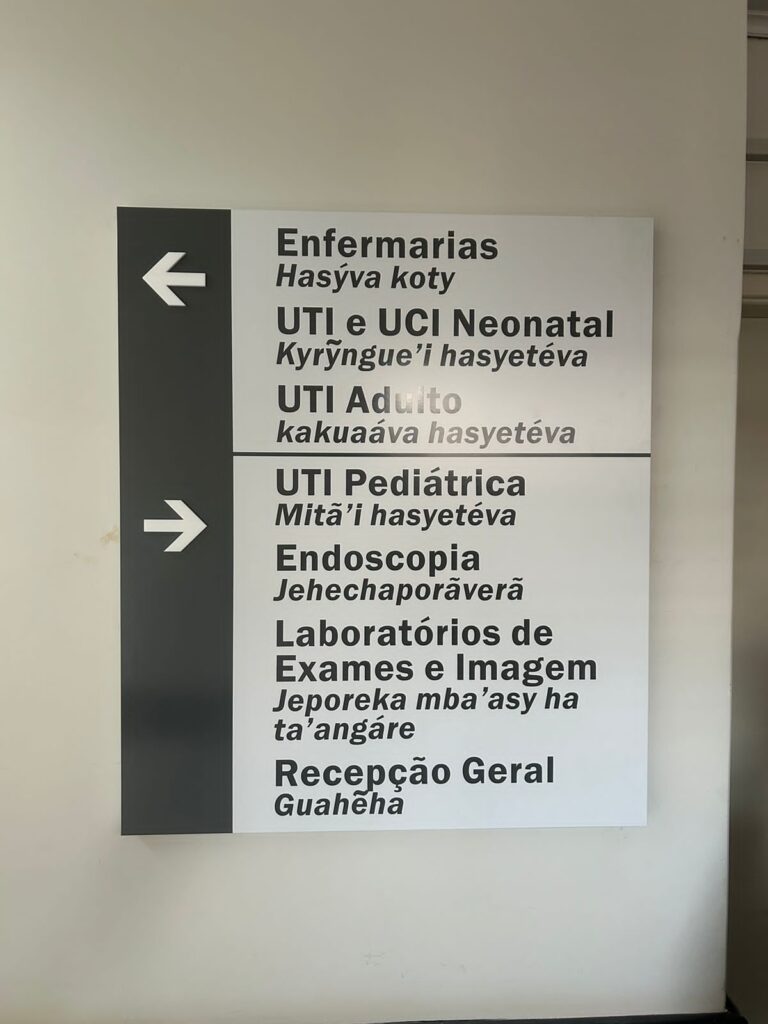 Enfermarias
Hasýva koty
UTI e UCI Neonatal
Kyrỹngue’i hasyetéva
UTI Adulto
kakuaáva hasyetéva
UTI Pediátrica
Mitã’i hasyetéva
Endoscopia
Jehechaporãverã
Laboratórios de
Exames e Imagem
Jeporeka mba’asy ha
ta’angáre
Recepção Geral
Guahẽha